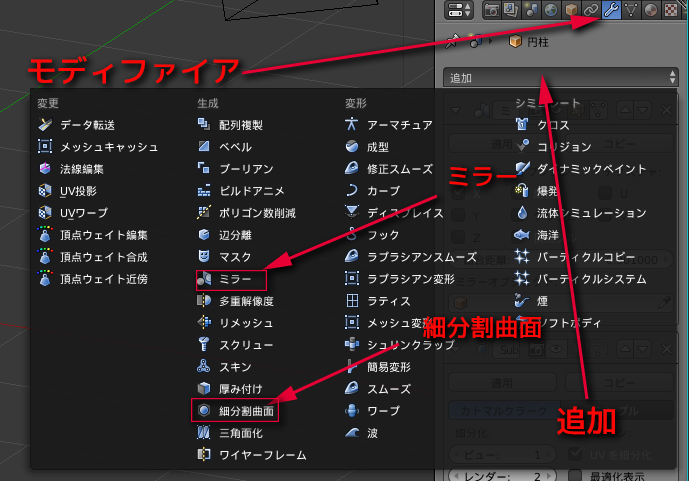 円柱
モディファイア
追加
変更
データ転送
メッシュキャッシュ
法線編集
UV投影
UVワープ
頂点ウェイト編集
頂点ウェイト合成
頂点ウェイト近傍
生成
配列複製
ベベル
ブーリアン
ビルドアニメ
ポリゴン数削減
辺分離
マスク
ミラー
多重解像度
リメッシュ
スクリュー
スキン
厚み付け
細分割曲面
三角面化
ワイヤーフレーム
変形
アーマチュア
成型
修正スムーズ
カーブ
ディスプレイス
フック
ラプラシアンスムーズ
ラプラシアン変形
ラティス
メッシュ変形
シュリンクラップ
簡易変形
スムーズ
ワープ
波
シミュレート
クロス
コリジョン
ダイナミックペイント
爆発
流体シミュレーション
海洋
パーティクルコピー
パーティクルシステム
煙
ソフトボディ
ミラー
細分割曲面
追加
適用
コピー
適用
コピー
カトマルクラーク
細分化:
ビュー: 1
UV を細分化
レンダー: 2
最適化表示